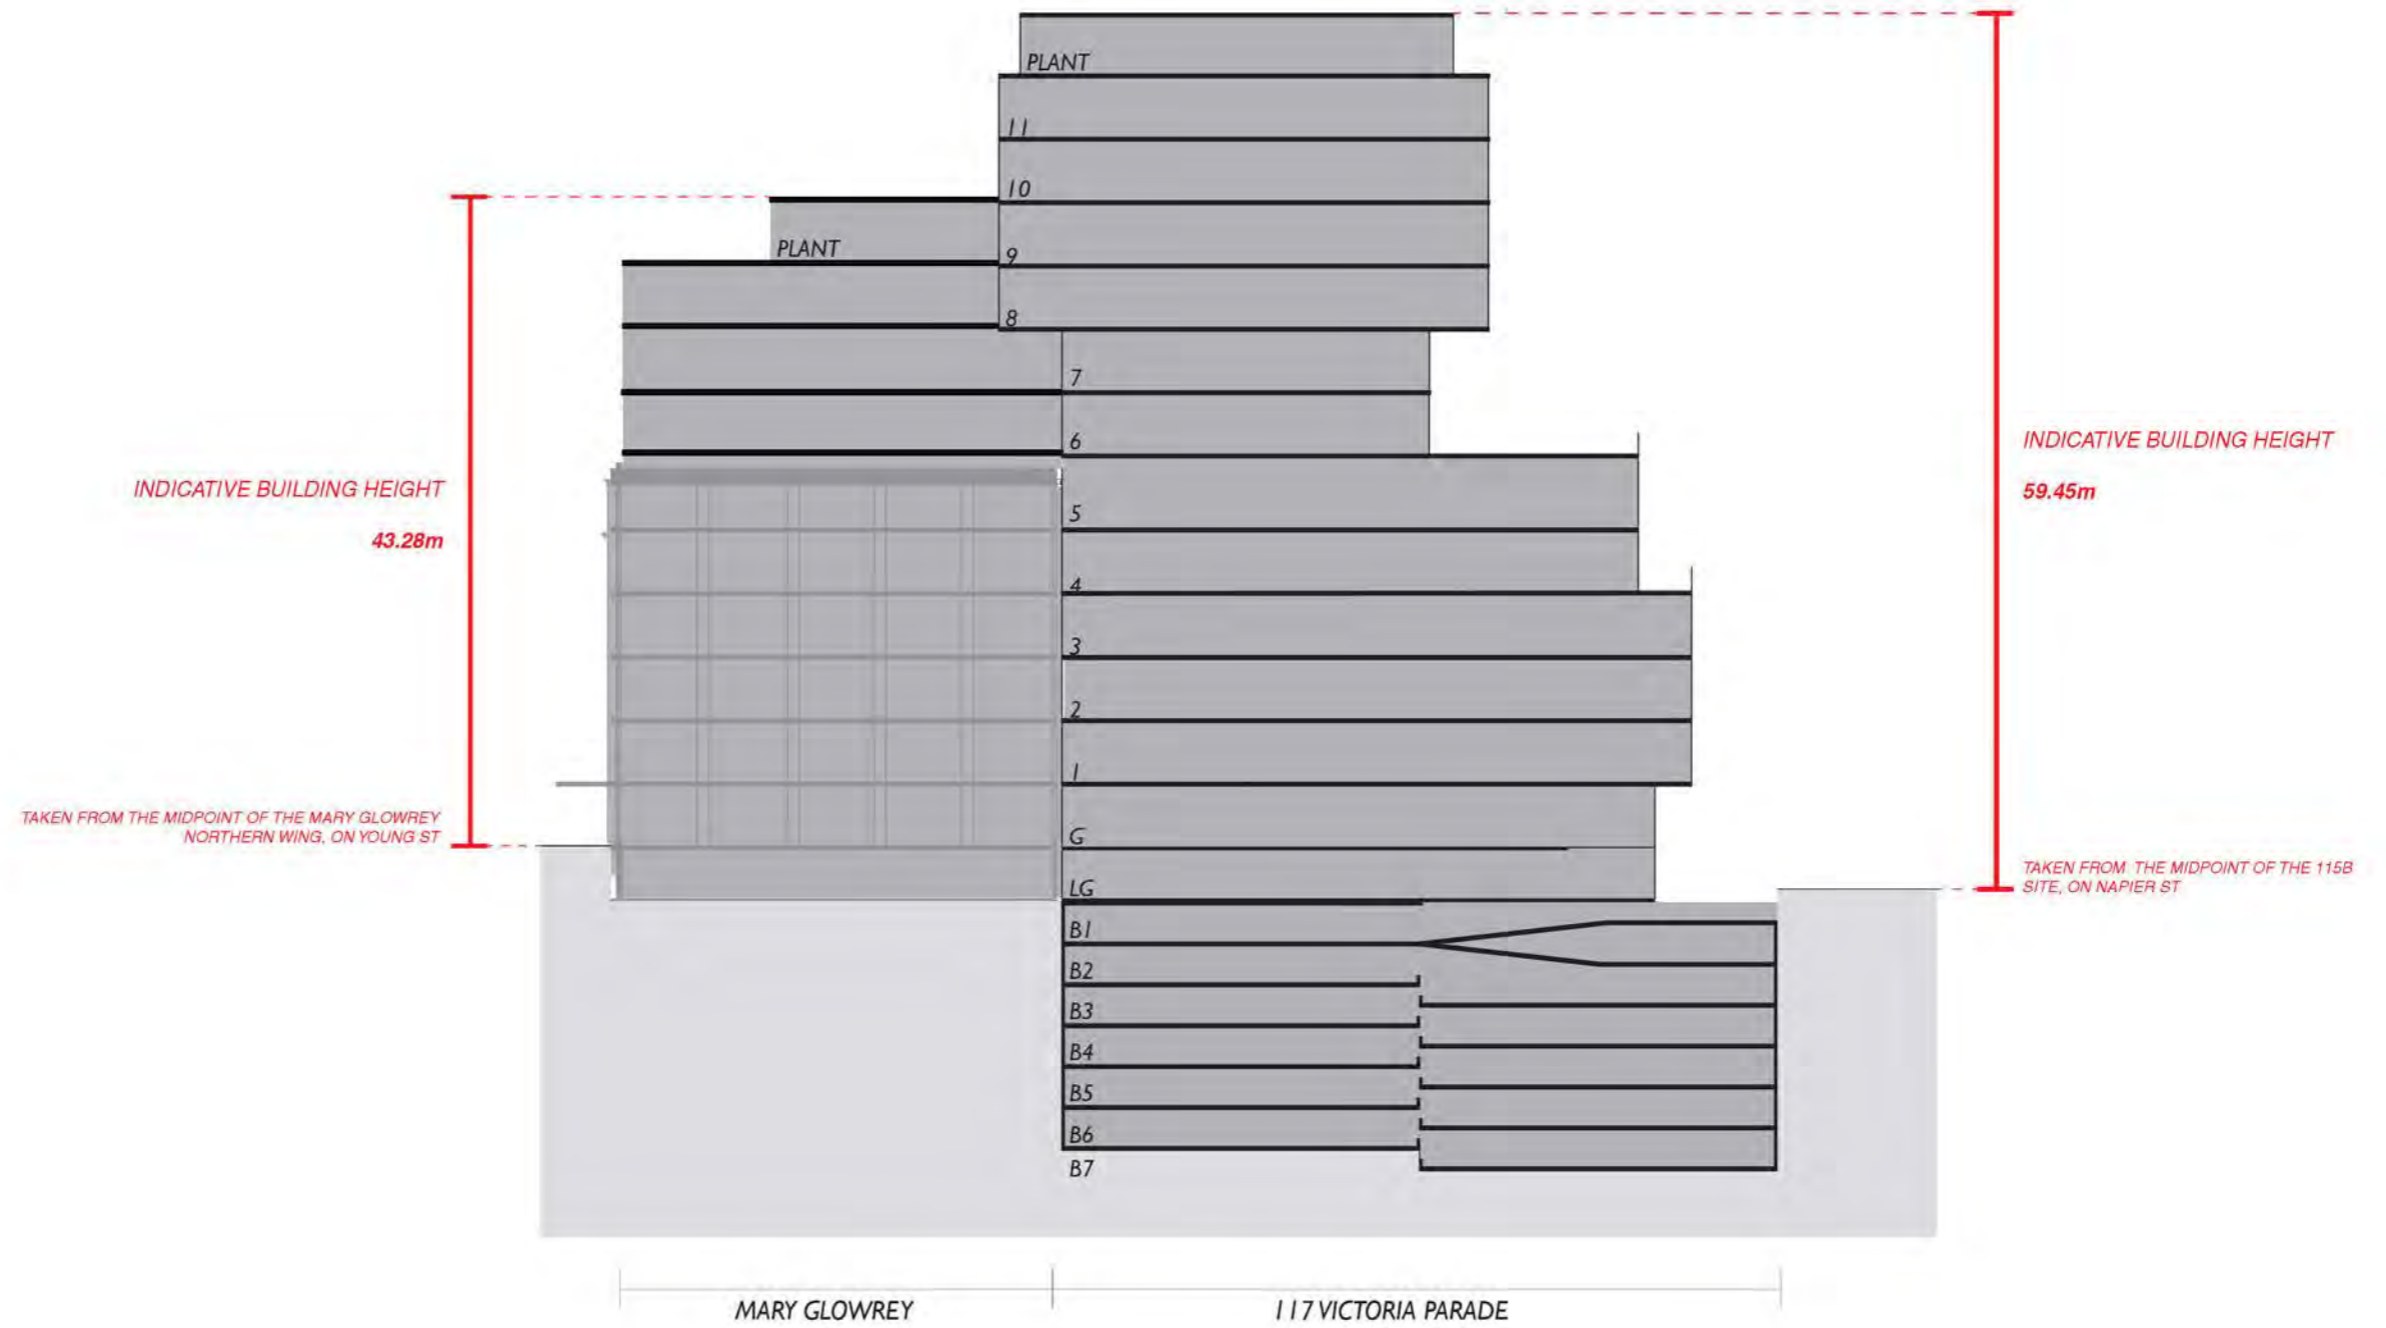 PLANT
11
10
PLANT
9
8
7
6
INDICATIVE BUILDING HEIGHT
59.45m
INDICATIVE BUILDING HEIGHT
43.28m
5
4
3
2
1
TAKEN FROM THE MIDPOINT OF THE MARY GLOWREY
NORTHERN WING, ON YOUNG ST
G
TAKEN FROM THE MIDPOINT OF THE 115B
SITE, ON NAPIER ST
LG
B1
B2
B3
B4
B5
B6
B7
MARY GLOWREY
117 VICTORIA PARADE